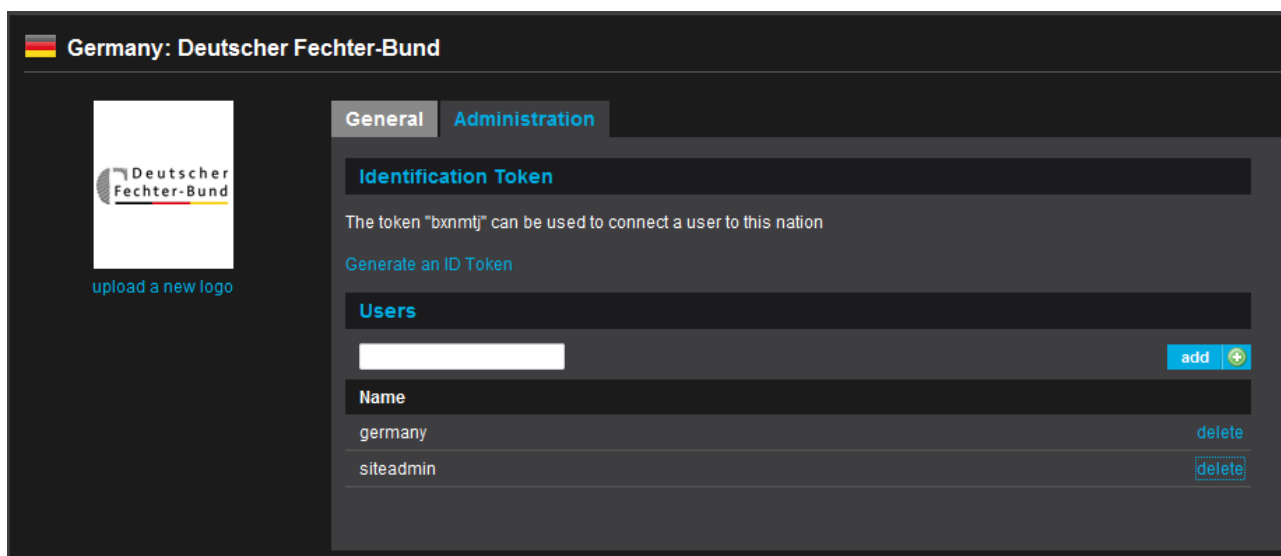 Germany: Deutscher Fechter-Bund
Deutscher
Fechter-Bund
upload a new logo
General Administration
Identification Token
The token "bxnmtj" can be used to connect a user to this nation
Generate an ID Token
Users
add
Name
germany delete
siteadmin delete